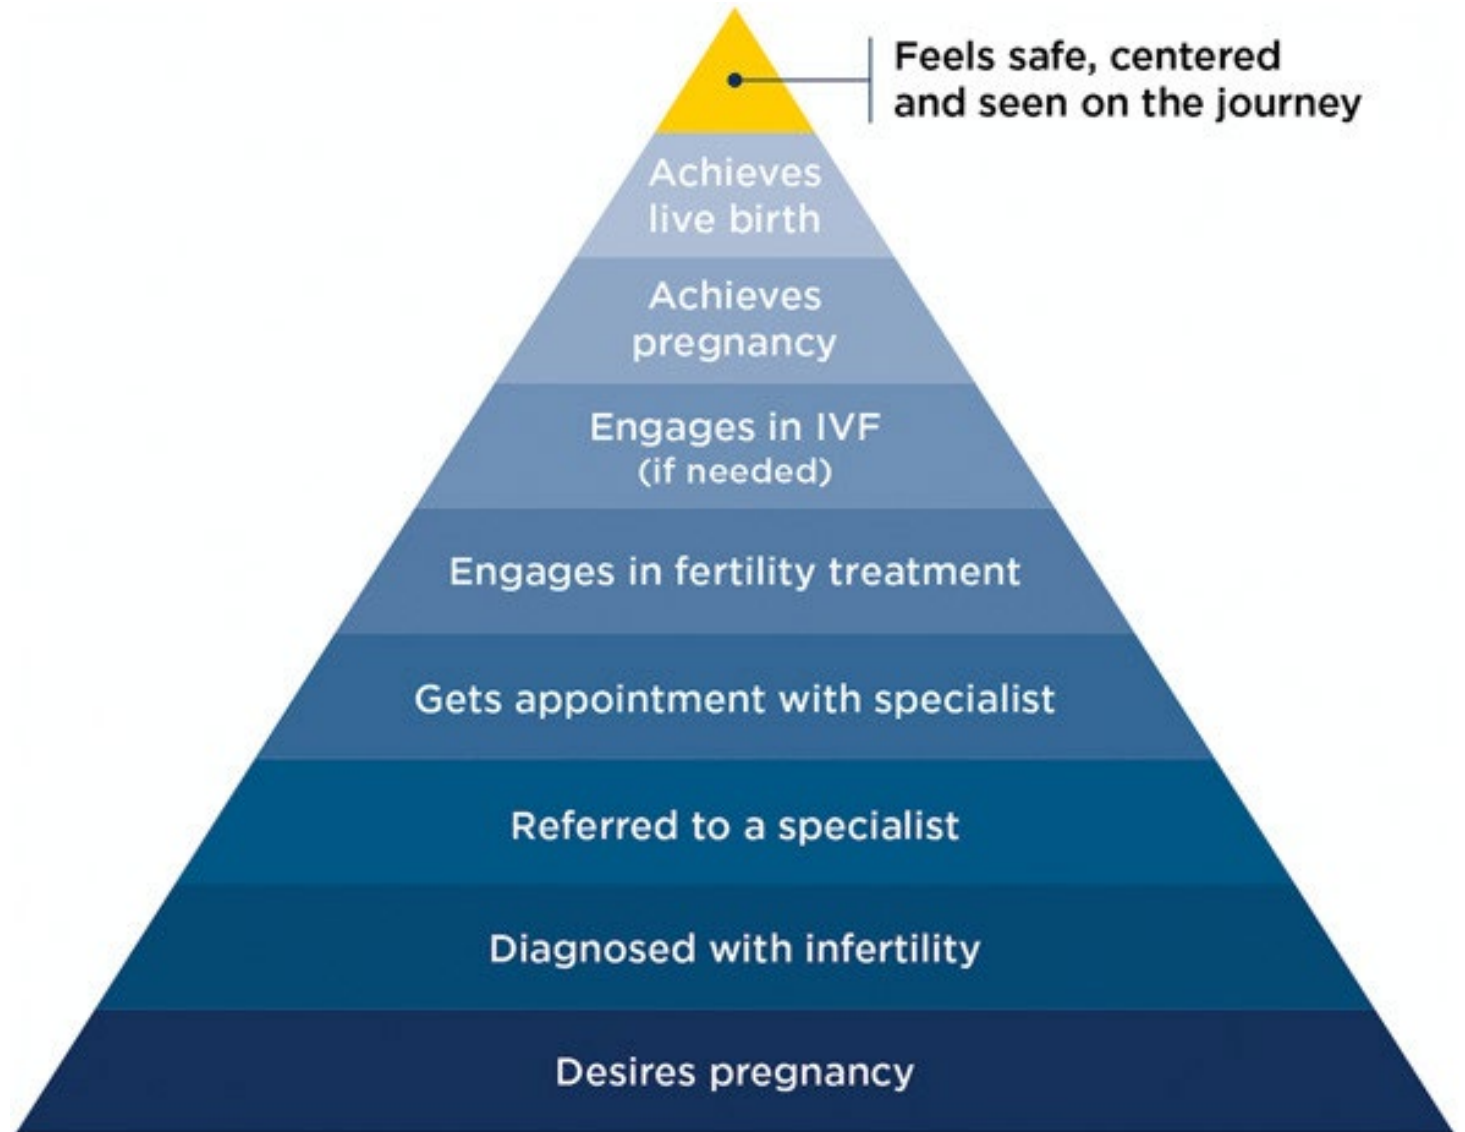 Feels safe, centered
and seen on the journey
Achieves
live birth
Achieves
pregnancy
Engages in IVF
(if needed)
Engages in fertility treatment
Gets appointment with specialist
Referred to a specialist
Diagnosed with infertility
Desires pregnancy